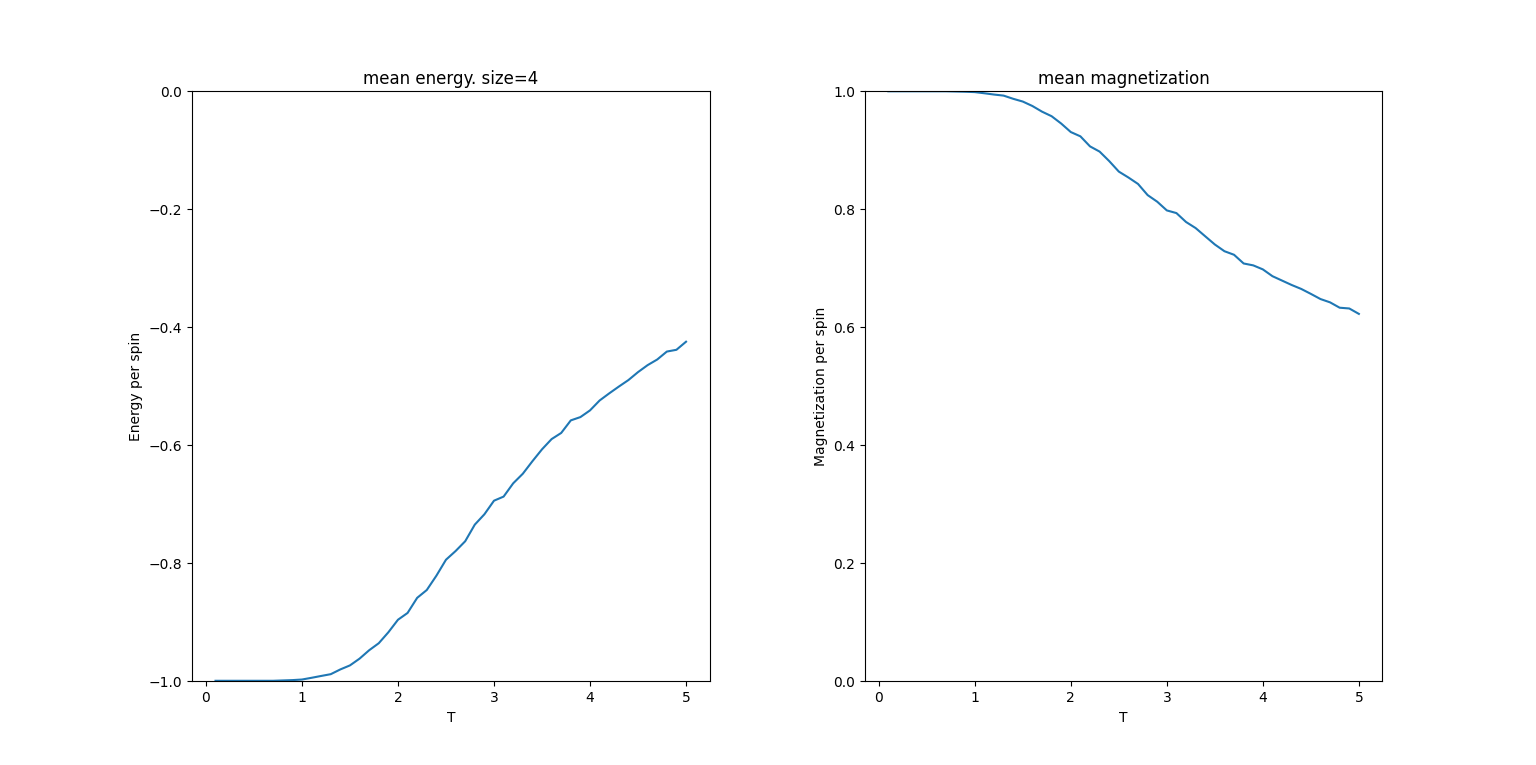 mean energy. size=4
0.0
−0.2
−0.4
−0.6
−0.8
−1.0
Energy per spin
0 1 2 3 4 5
T
mean magnetization
1.0
0.8
0.6
0.4
0.2
0.0
Magnetization per spin
0 1 2 3 4 5
T